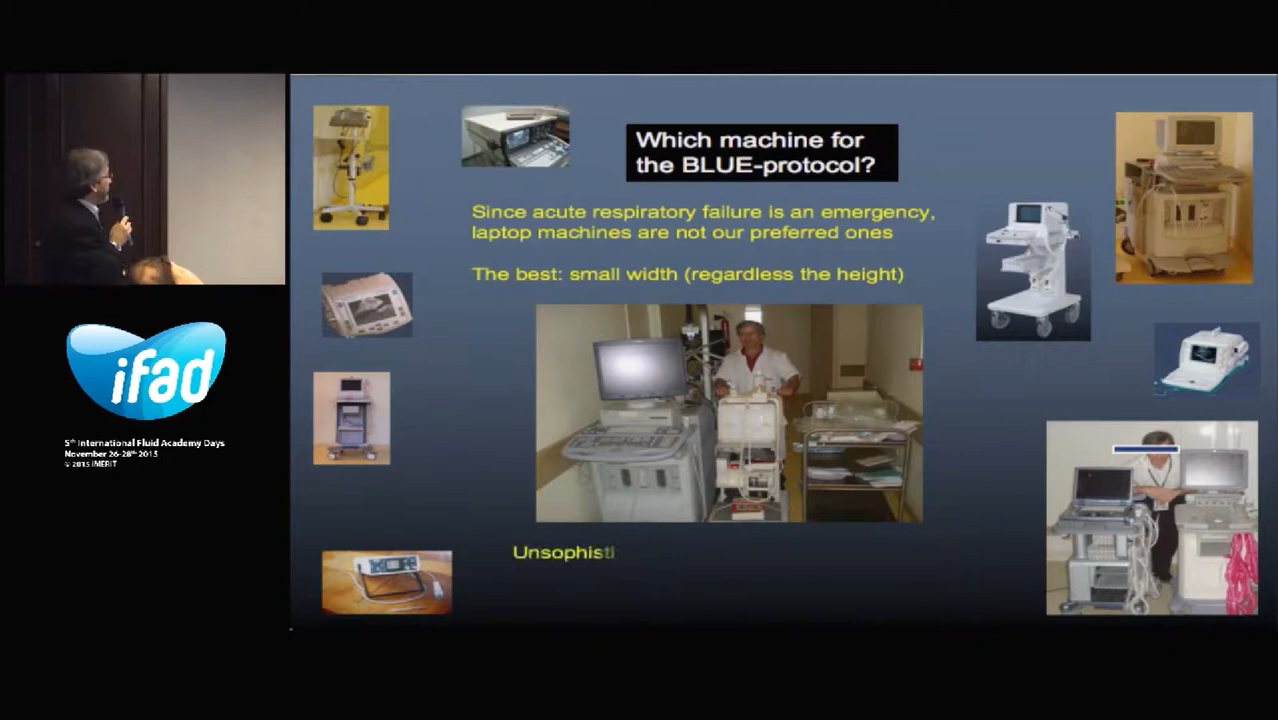 Which machine for
the BLUE-protocol?
Since acute respiratory failure is an emergency,
laptop machines are not our preferred ones
The best: small width (regardless the height)
Unsophisti
ifad
5th International Fluid Academy Days
November 26-28th 2015
© 2015 iMERIT